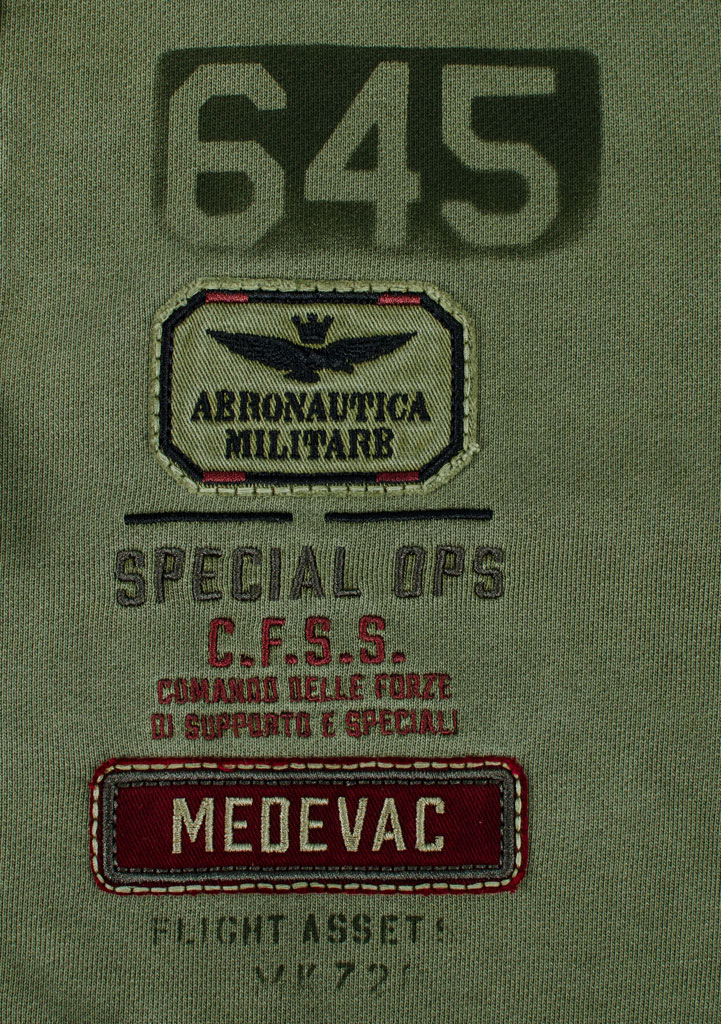 645
AERONAUTICA
MILITARE
SPECIAL OPS
C.F.S.S.
COMANDO DELLE FORZE
DI SUPPORTO E SPECIALI
MEDEVAC
FLIGHT ASSETS